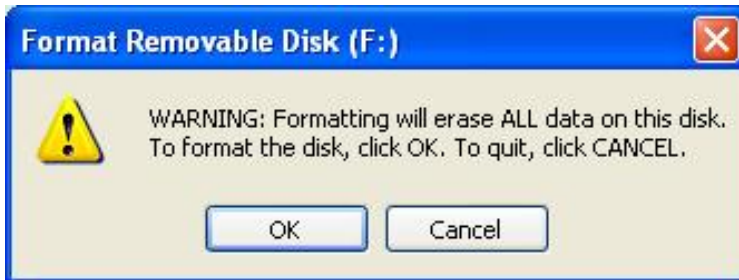 Format Removable Disk (F:)
WARNING: Formatting will erase ALL data on this disk.
To format the disk, click OK. To quit, click CANCEL.
OK
Cancel